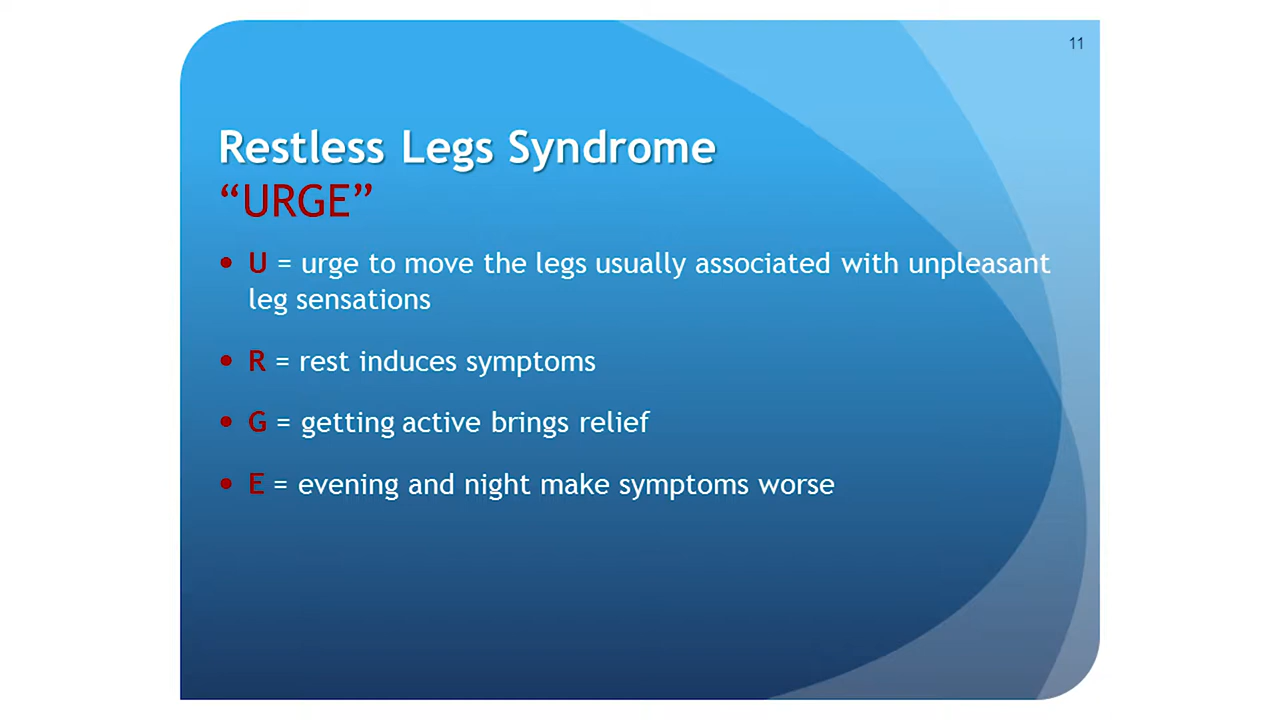 11
Restless Legs Syndrome
“URGE”
• U = urge to move the legs usually associated with unpleasant
leg sensations
• R = rest induces symptoms
• G = getting active brings relief
• E = evening and night make symptoms worse